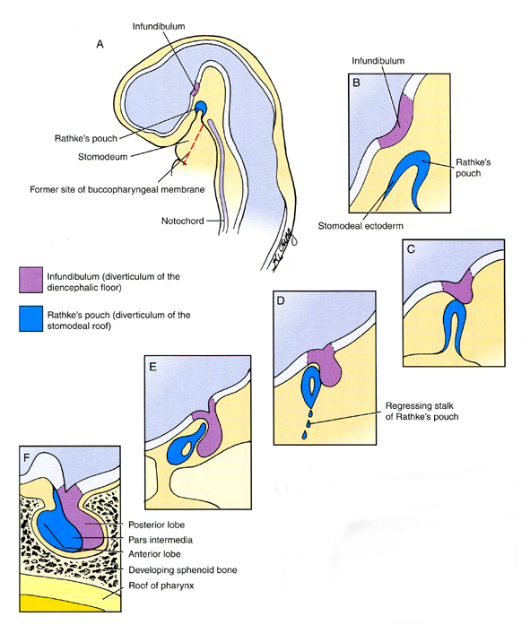 A
Infundibulum
Rathke's pouch
Stomodeum
Former site of buccopharyngeal membrane
Notochord
Infundibulum
B
Rathke's
pouch
Stomodeal ectoderm
C
Infundibulum (diverticulum of the
diencephalic floor)
Rathke's pouch (diverticulum of the
stomodeal roof)
D
Regressing stalk
of Rathke's pouch
E
F
Posterior lobe
Pars intermedia
Anterior lobe
Developing sphenoid bone
Roof of pharynx